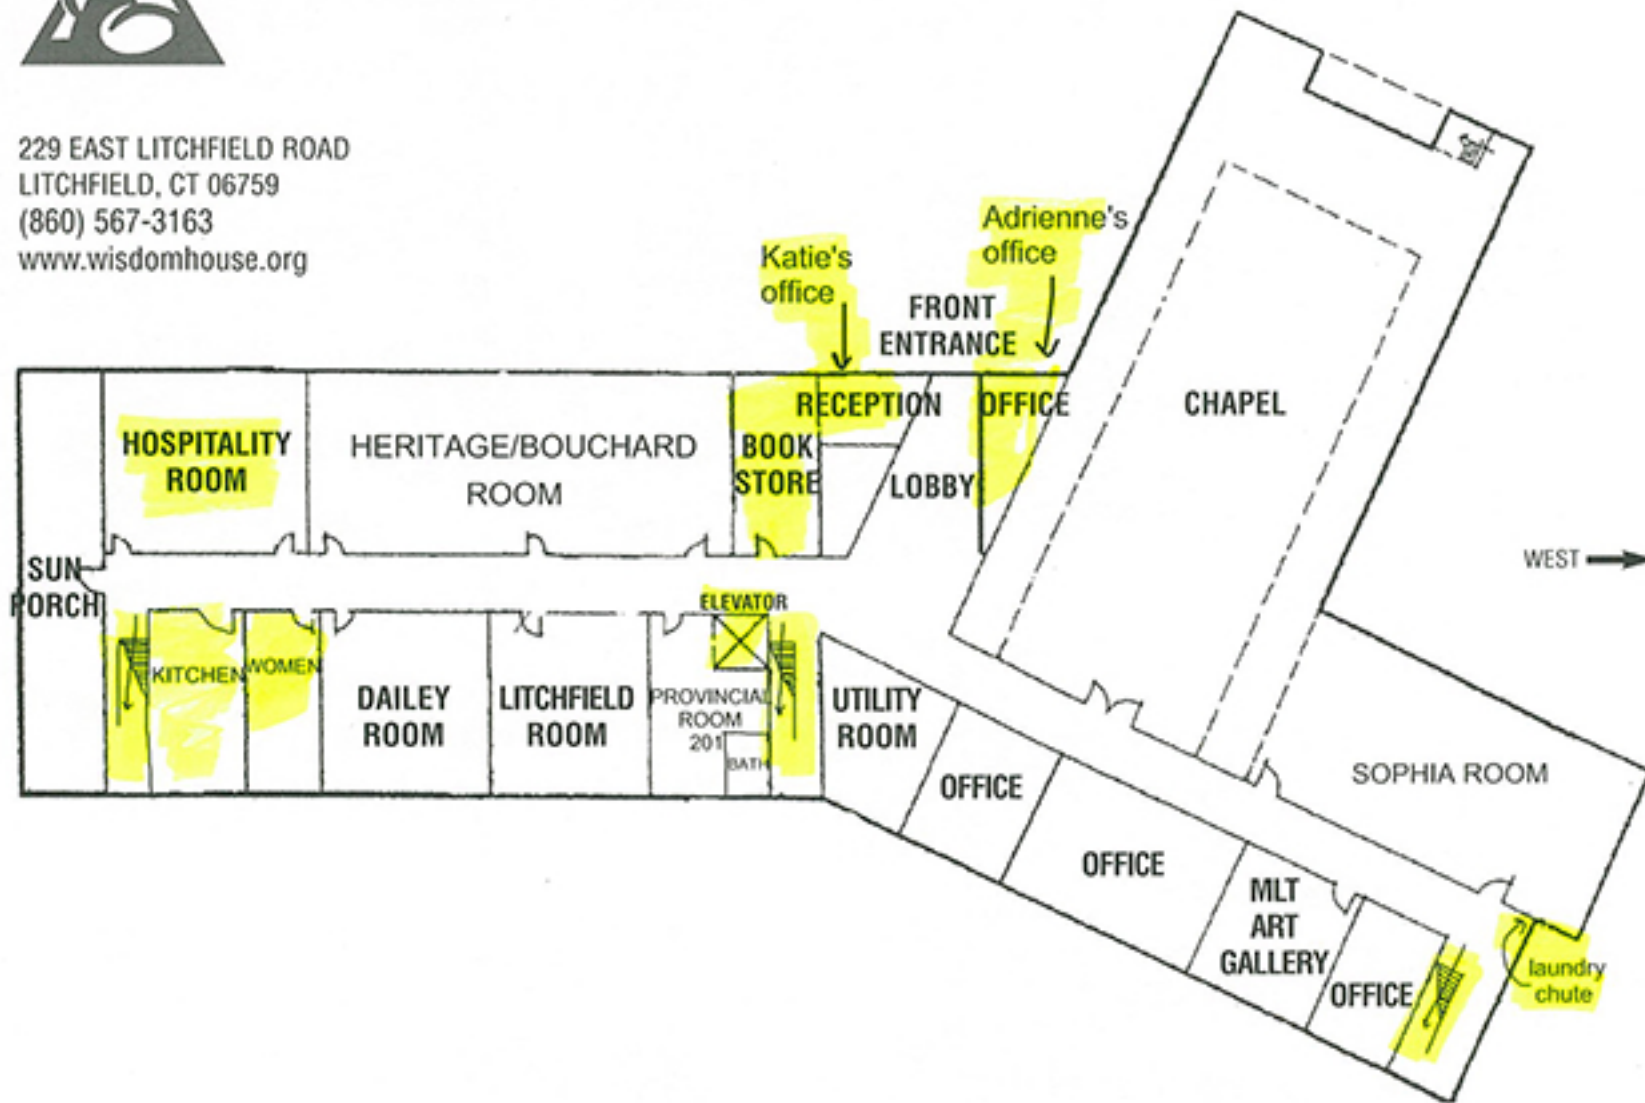 229 EAST LITCHFIELD ROAD
LITCHFIELD, CT 06759
(860) 567-3163
www.wisdomhouse.org
Katie's
office
Adrienne's
office
FRONT
ENTRANCE
HOSPITALITY
ROOM
HERITAGE/BOUCHARD
ROOM
BOOK
STORE
RECEPTION
LOBBY
OFFICE
CHAPEL
WEST
SUN
PORCH
KITCHEN
WOMEN
DAILEY
ROOM
LITCHFIELD
ROOM
ELEVATOR
PROVINCIAL
ROOM
201
BATH
UTILITY
ROOM
OFFICE
OFFICE
MLT
ART
GALLERY
OFFICE
SOPHIA ROOM
laundry
chute